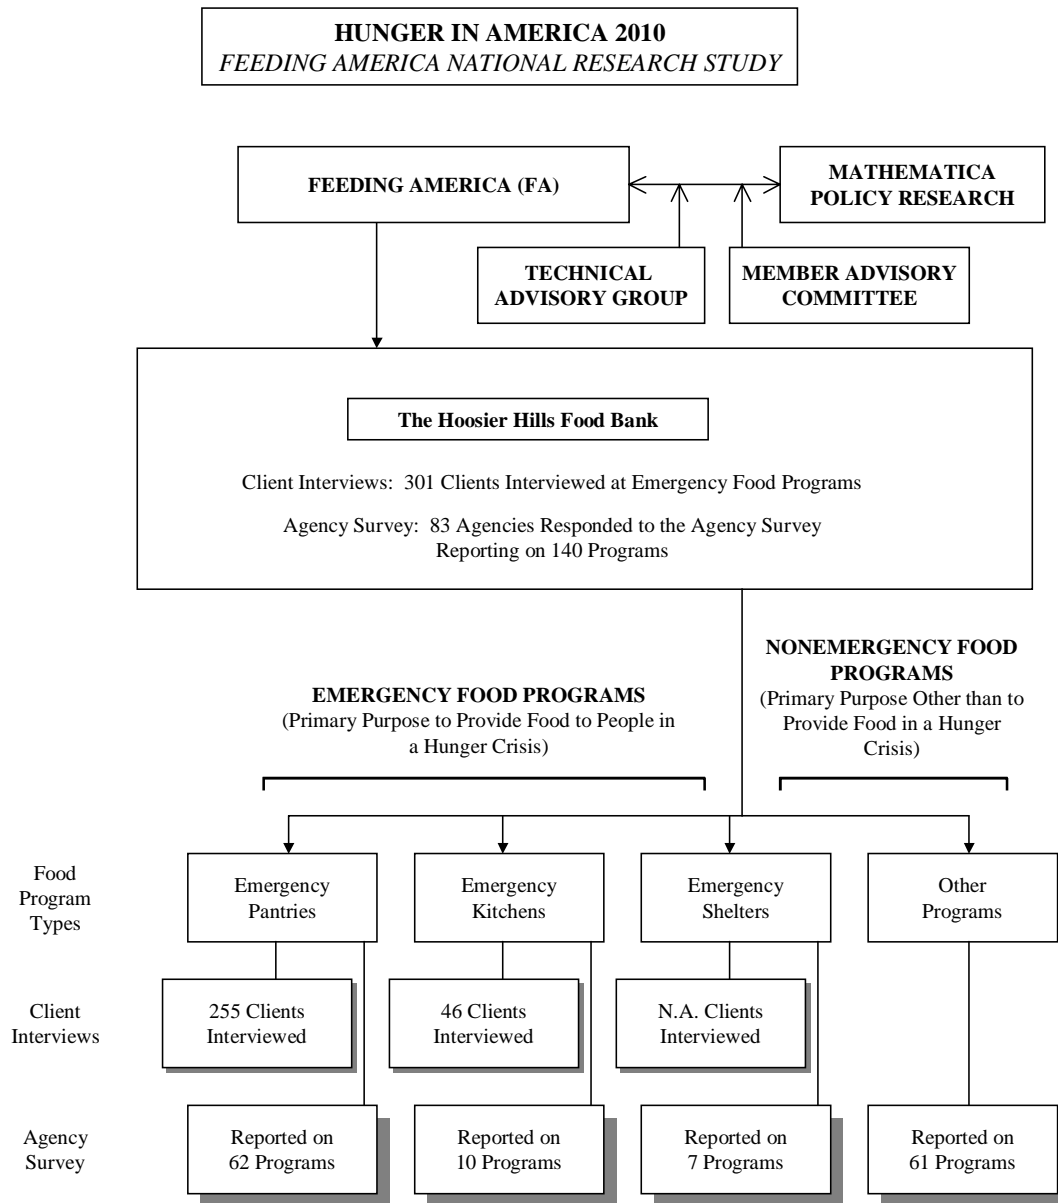 HUNGER IN AMERICA 2010
FEEDING AMERICA NATIONAL RESEARCH STUDY
FEEDING AMERICA (FA)
MATHEMATICA
POLICY RESEARCH
TECHNICAL
ADVISORY GROUP
MEMBER ADVISORY
COMMITTEE
The Hoosier Hills Food Bank
Client Interviews: 301 Clients Interviewed at Emergency Food Programs
Agency Survey: 83 Agencies Responded to the Agency Survey
Reporting on 140 Programs
EMERGENCY FOOD PROGRAMS
(Primary Purpose to Provide Food to People in
a Hunger Crisis)
NONEMERGENCY FOOD
PROGRAMS
(Primary Purpose Other than to
Provide Food in a Hunger
Crisis)
Food
Program
Types
Emergency
Pantries
Emergency
Kitchens
Emergency
Shelters
Other
Programs
Client
Interviews
255 Clients
Interviewed
46 Clients
Interviewed
N.A. Clients
Interviewed
Agency
Survey
Reported on
62 Programs
Reported on
10 Programs
Reported on
7 Programs
Reported on
61 Programs